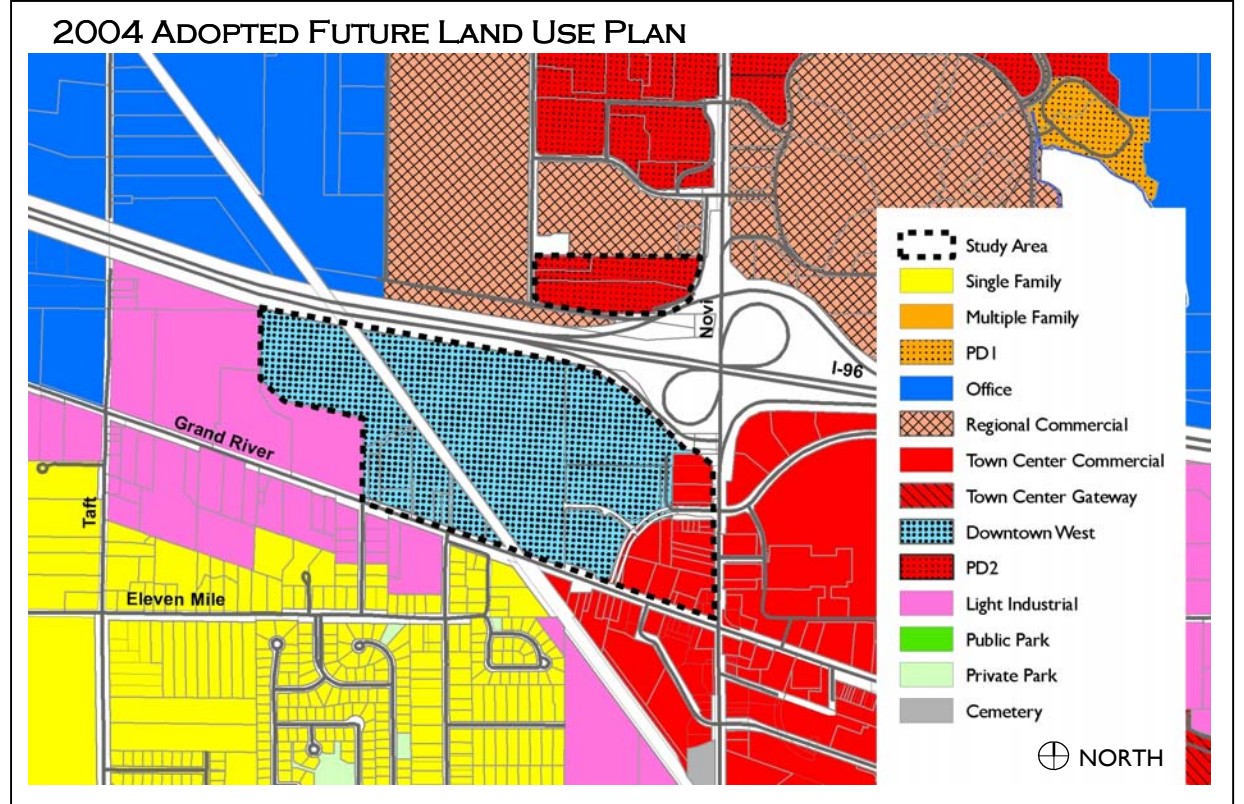 2004 ADOPTED FUTURE LAND USE PLAN
Novi
I-96
Grand River
Taft
Eleven Mile
Study Area
Single Family
Multiple Family
PD1
Office
Regional Commercial
Town Center Commercial
Town Center Gateway
Downtown West
PD2
Light Industrial
Public Park
Private Park
Cemetery
NORTH